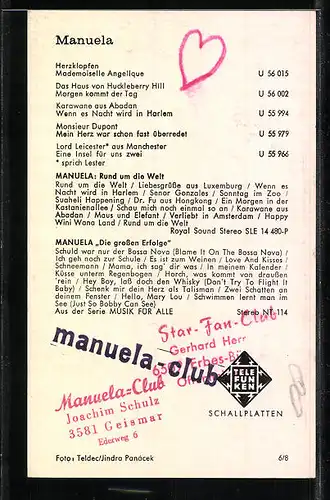 Manuela
Herzklopfen
Mademoiselle Angelique U 56 015
Das Haus von Huckleberry Hill
Morgen kommt der Tag U 56 002
Karawane aus Abadan
Wenn es Nacht wird in Harlem U 55 994
Monsieur Dupont
Mein Herz war schon fast überredet U 55 979
Lord Leicester* aus Manchester
Eine Insel für uns zwei U 55 966
* sprich Lester
MANUELA: Rund um die Welt
Rund um die Welt / Liebesgrüße aus Luxemburg / Wenn es
Nacht wird in Harlem / Senor Gonzales / Sonntag im Zoo /
Suaheli Happening / Dr. Fu aus Hongkong / Ein Morgen in der
Kastanienallee / Schau mich noch einmal so an / Karawane aus
Abadan / Maus und Elefant / Verliebt in Amsterdam / Happy
Wini Wana Land / Rund um die Welt
Royal Sound Stereo SLE 14 480-P
MANUELA „Die großen Erfolge"
Schuld war nur der Bossa Nova (Blame It On The Bossa Nova) /
Ich geh noch zur Schule / Es ist zum Weinen / Love And Kisses /
Schneemann / Mama, ich sag' dir was / In meinem Kalender /
Küsse unterm Regenbogen / Horch, was kommt von draußen
rein / Hey Boy, laß doch den Whisky (Don't Try To Fight It
Baby) / Schenk mir dein Herz als Talisman / Zwei Schatten an
deinem Fenster / Hello, Mary Lou / Schwimmen lernt man im
See (Just So Bobby Can See)
Aus der Serie MUSIK FÜR ALLE Stereo NT 114
Star-Fan-Club
Gerhard Herr
manuela-club
Manuela-Club
Joachim Schulz
3581 Geismar
Ederweg 6
TELE
FUN
KEN
SCHALLPLATTEN
Foto: Teldec/Jindro Panácek 6/8